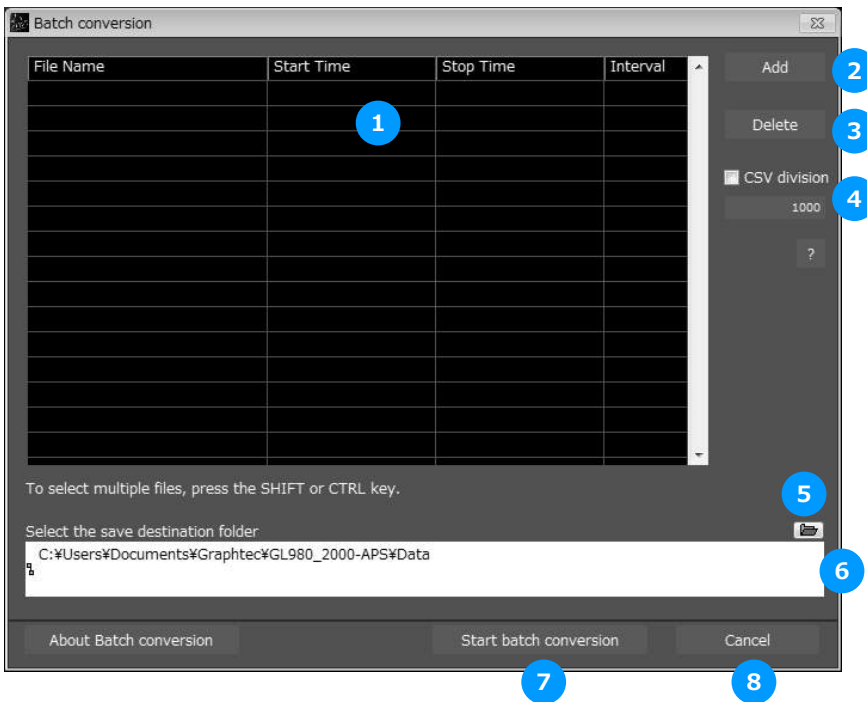 Batch conversion
File Name Start Time Stop Time Interval
Add
2
1
Delete
3
CSV division
4
1000
?
To select multiple files, press the SHIFT or CTRL key.
5
Select the save destination folder
C:¥Users¥Documents¥Graphtec¥GL980_2000-APS¥Data
6
About Batch conversion Start batch conversion Cancel
7 8